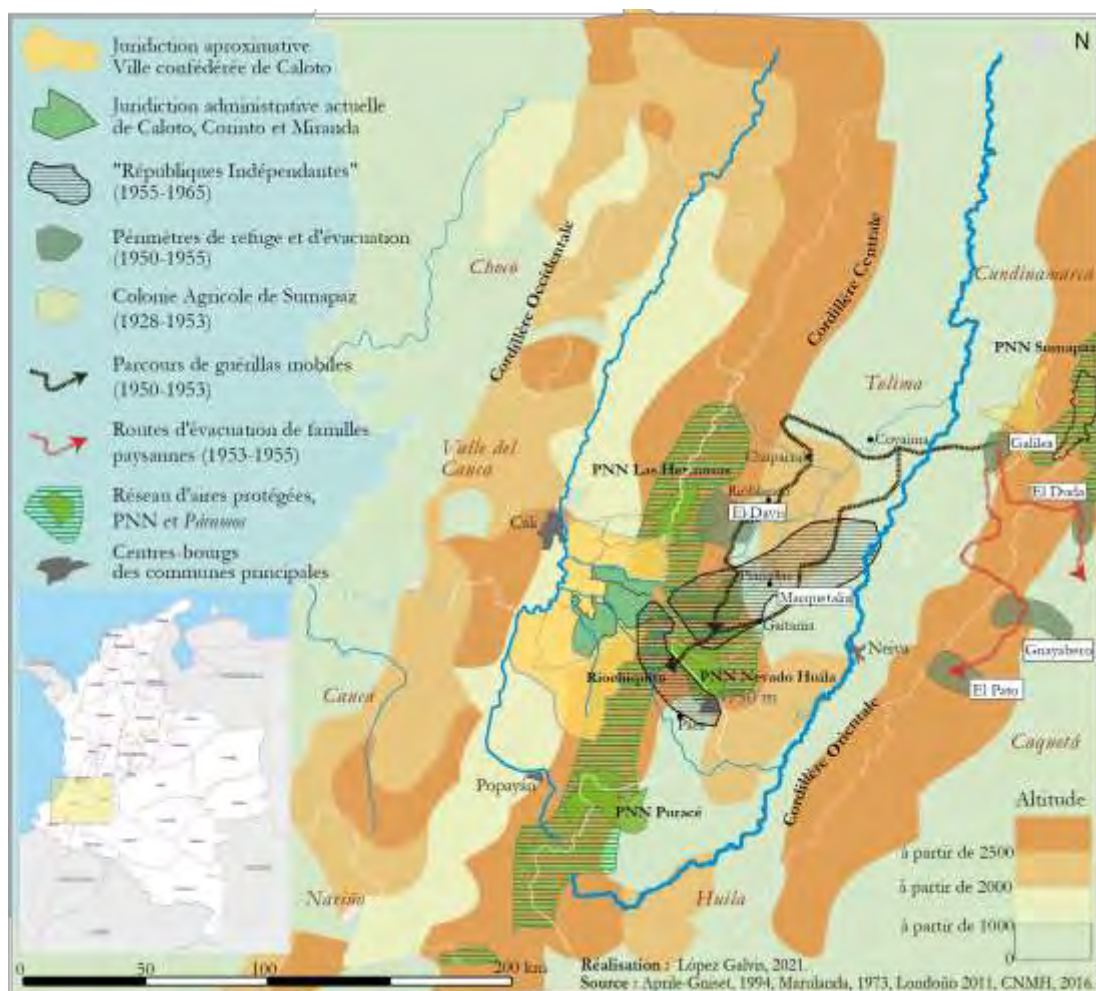 Juridiction aproximative
Ville confédérée de Caloto
Juridiction administrative actuelle
de Caloto, Corinto et Miranda
"Républiques Indépendantes"
(1955-1965)
Périmètres de refuge et d'évacuation
(1950-1955)
Colonie Agricole de Sumapaz
(1928-1953)
Parcours de guérillas mobiles
(1950-1953)
Routes d'évacuation de familles
paysannes (1953-1955)
Réseau d'aires protégées,
PNN et Páramos
Centres-bourgs
des communes principales
N
Chocó
Cordillère Occidentale
Cordillère Centrale
Cundinamarca
PNN Sumapaz
Tolima
Coyaima
Galilea
Valle del
Cauca
PNN Las Hermosas
Chaparral
Rioblanco
El Davis
El Duda
Cali
Planadas
Marquetalia
Gaitania
Guayabero
Neiva
Riochiquito
PNN Nevado Huila
El Pato
Cauca
Páez
Caquetá
Cordillère Orientale
Popayán
PNN Puracé
Altitude
à partir de 2500
à partir de 2000
à partir de 1000
0
Nariño
Huila
0 50 100 200 km
Réalisation : López Galvis, 2021.
Source : Aprile-Gniset, 1994, Marulanda, 1973, Londoño 2011, CNMH, 2016.